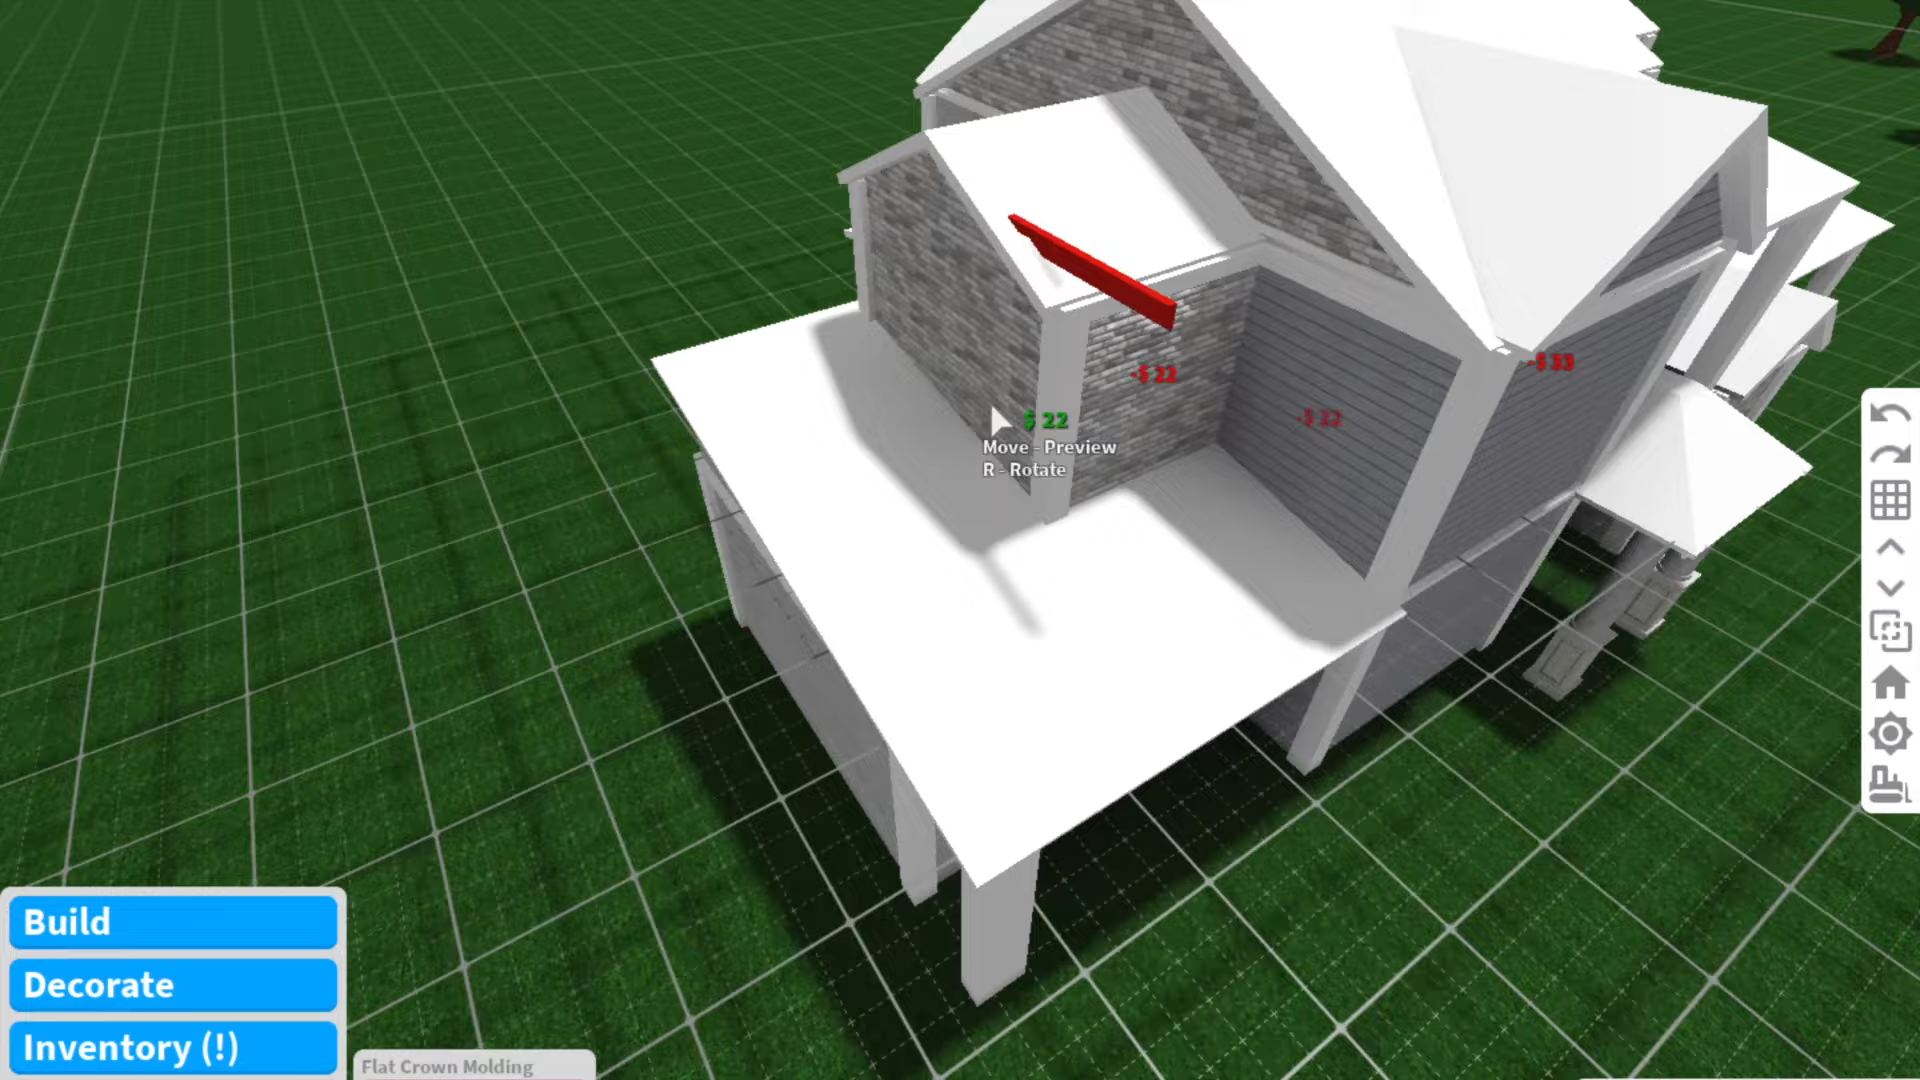 -$ 33
-$ 22
-$ 22
$ 22
Move - Preview
R - Rotate
Build
Decorate
Inventory (!)
Flat Crown Molding